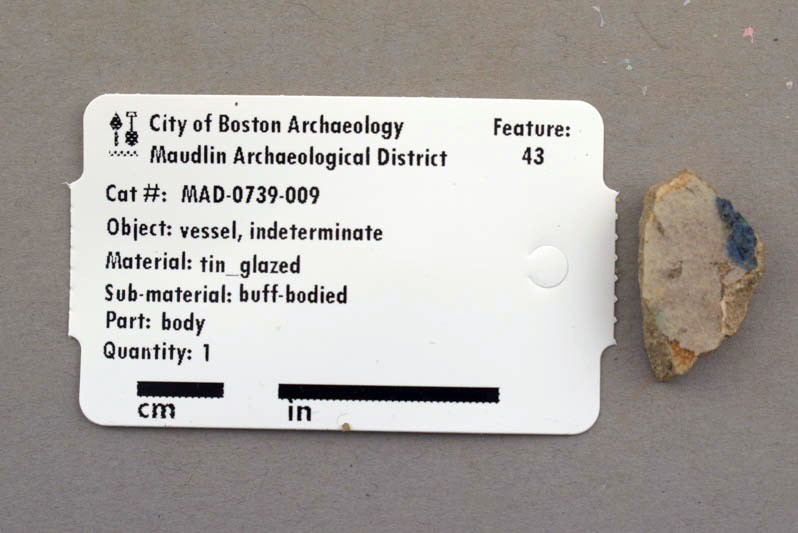 City of Boston Archaeology
Maudlin Archaeological District
Feature:
43
Cat #: MAD-0739-009
Object: vessel, indeterminate
Material: tin_glazed
Sub-material: buff-bodied
Part: body
Quantity: 1
cm
in